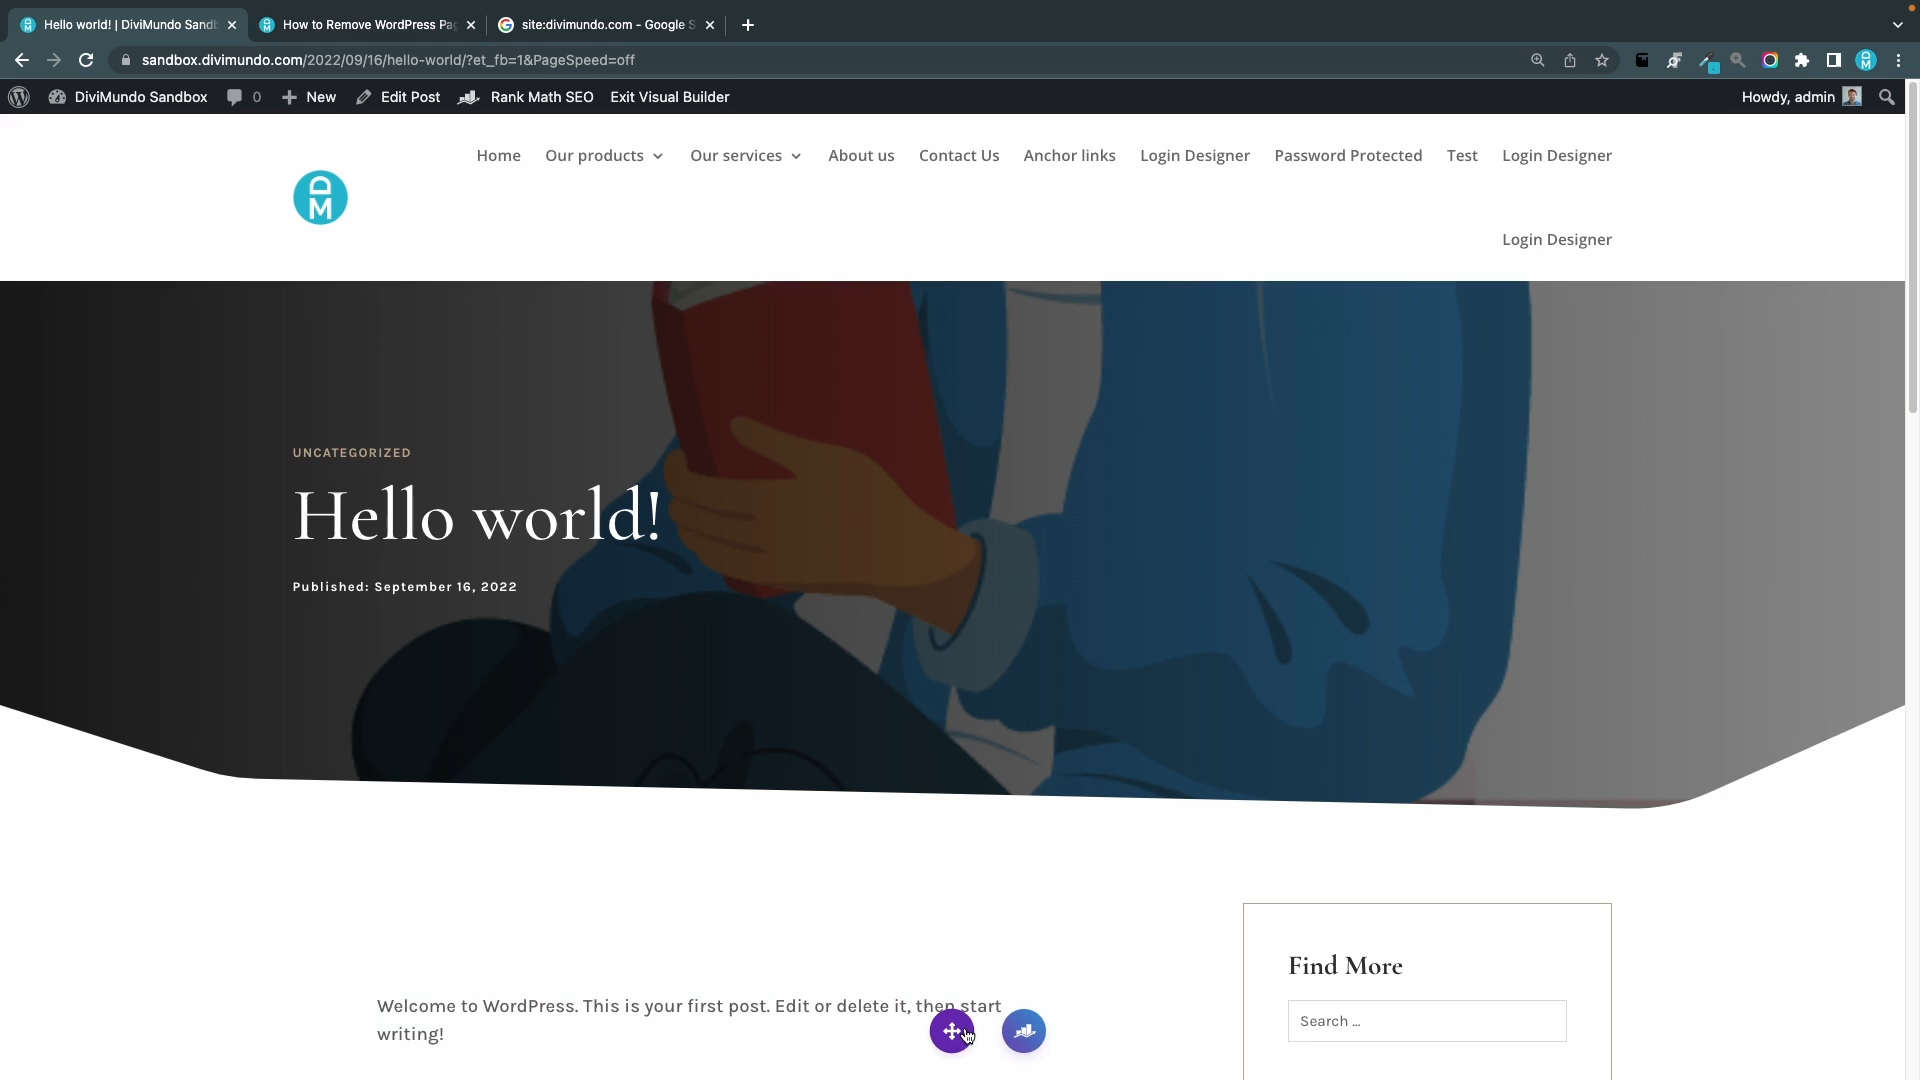 Hello world! | DiviMundo Sandb
How to Remove WordPress Pag
site:divimundo.com - Google S
sandbox.divimundo.com/2022/09/16/hello-world/?et_fb=1&PageSpeed=off
DiviMundo Sandbox 0 New Edit Post Rank Math SEO Exit Visual Builder Howdy, admin
Home Our products Our services About us Contact Us Anchor links Login Designer Password Protected Test Login Designer
DM
Login Designer
UNCATEGORIZED
Hello world!
Published: September 16, 2022
Find More
Search ...
Welcome to WordPress. This is your first post. Edit or delete it, then start
writing!